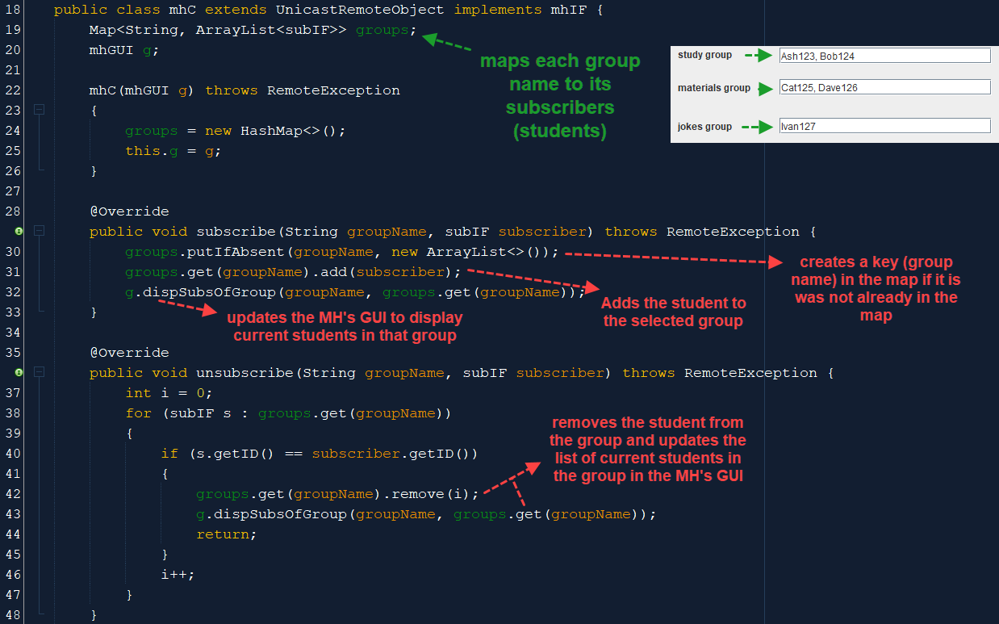 18 public class mhC extends UnicastRemoteObject implements mhIF {
19 Map<String, ArrayList<subIF>> groups;
20 mhGUI g;
21
22 mhC(mhGUI g) throws RemoteException
23 {
24 groups = new HashMap<>();
25 this.g = g;
26 }
27
28 @Override
public void subscribe(String groupName, subIF subscriber) throws RemoteException {
30 groups.putIfAbsent(groupName, new ArrayList<>());
31 groups.get(groupName).add(subscriber);
32 g.dispSubsOfGroup(groupName, groups.get(groupName));
33 }
34
35 @Override
public void unsubscribe(String groupName, subIF subscriber) throws RemoteException {
37 int i = 0;
38 for (subIF s : groups.get(groupName))
39 {
40 if (s.getID() == subscriber.getID())
41 {
42 groups.get(groupName).remove(i);
43 g.dispSubsOfGroup(groupName, groups.get(groupName));
44 return;
45 }
46 i++;
47 }
48 }
maps each group
name to its
subscribers
(students)
study group Ash123, Bob124
materials group Cat125, Dave126
jokes group Ivan127
creates a key (group
name) in the map if it is
was not already in the
map
Adds the student to
the selected group
updates the MH's GUI to display
current students in that group
removes the student from
the group and updates the
list of current students in
the group in the MH's GUI